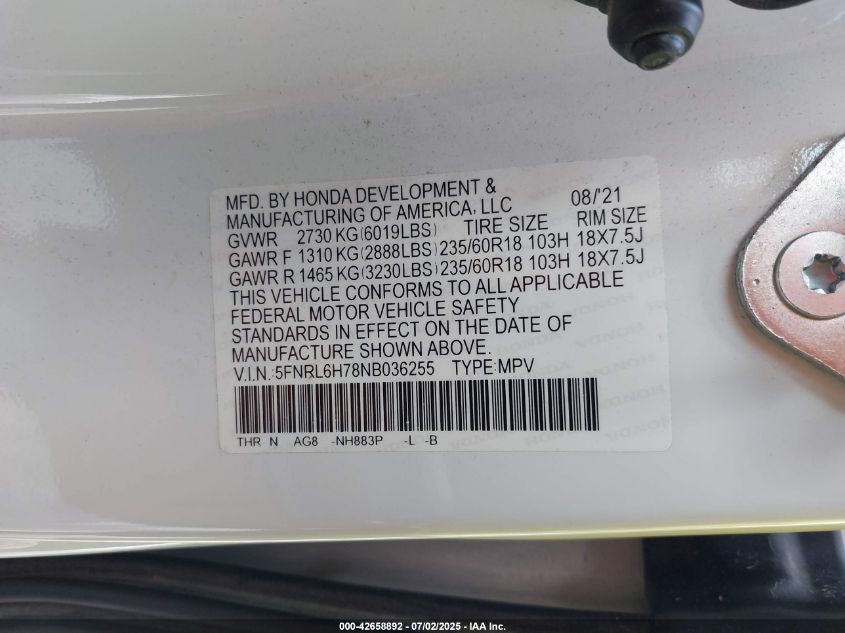 MFD. BY HONDA DEVELOPMENT & 08/'21
MANUFACTURING OF AMERICA, LLC
GVWR 2730 KG(6019LBS) TIRE SIZE RIM SIZE
GAWR F 1310 KG(2888LBS) 235/60R18 103H 18X7.5J
GAWR R 1465 KG(3230LBS) 235/60R18 103H 18X7.5J
THIS VEHICLE CONFORMS TO ALL APPLICABLE
FEDERAL MOTOR VEHICLE SAFETY
STANDARDS IN EFFECT ON THE DATE OF
MANUFACTURE SHOWN ABOVE.
V.I.N.:5FNRL6H78NB036255 TYPE:MPV
THR N AG8 -NH883P -L -B
000-42658892 - 07/02/2025 - IAA Inc.